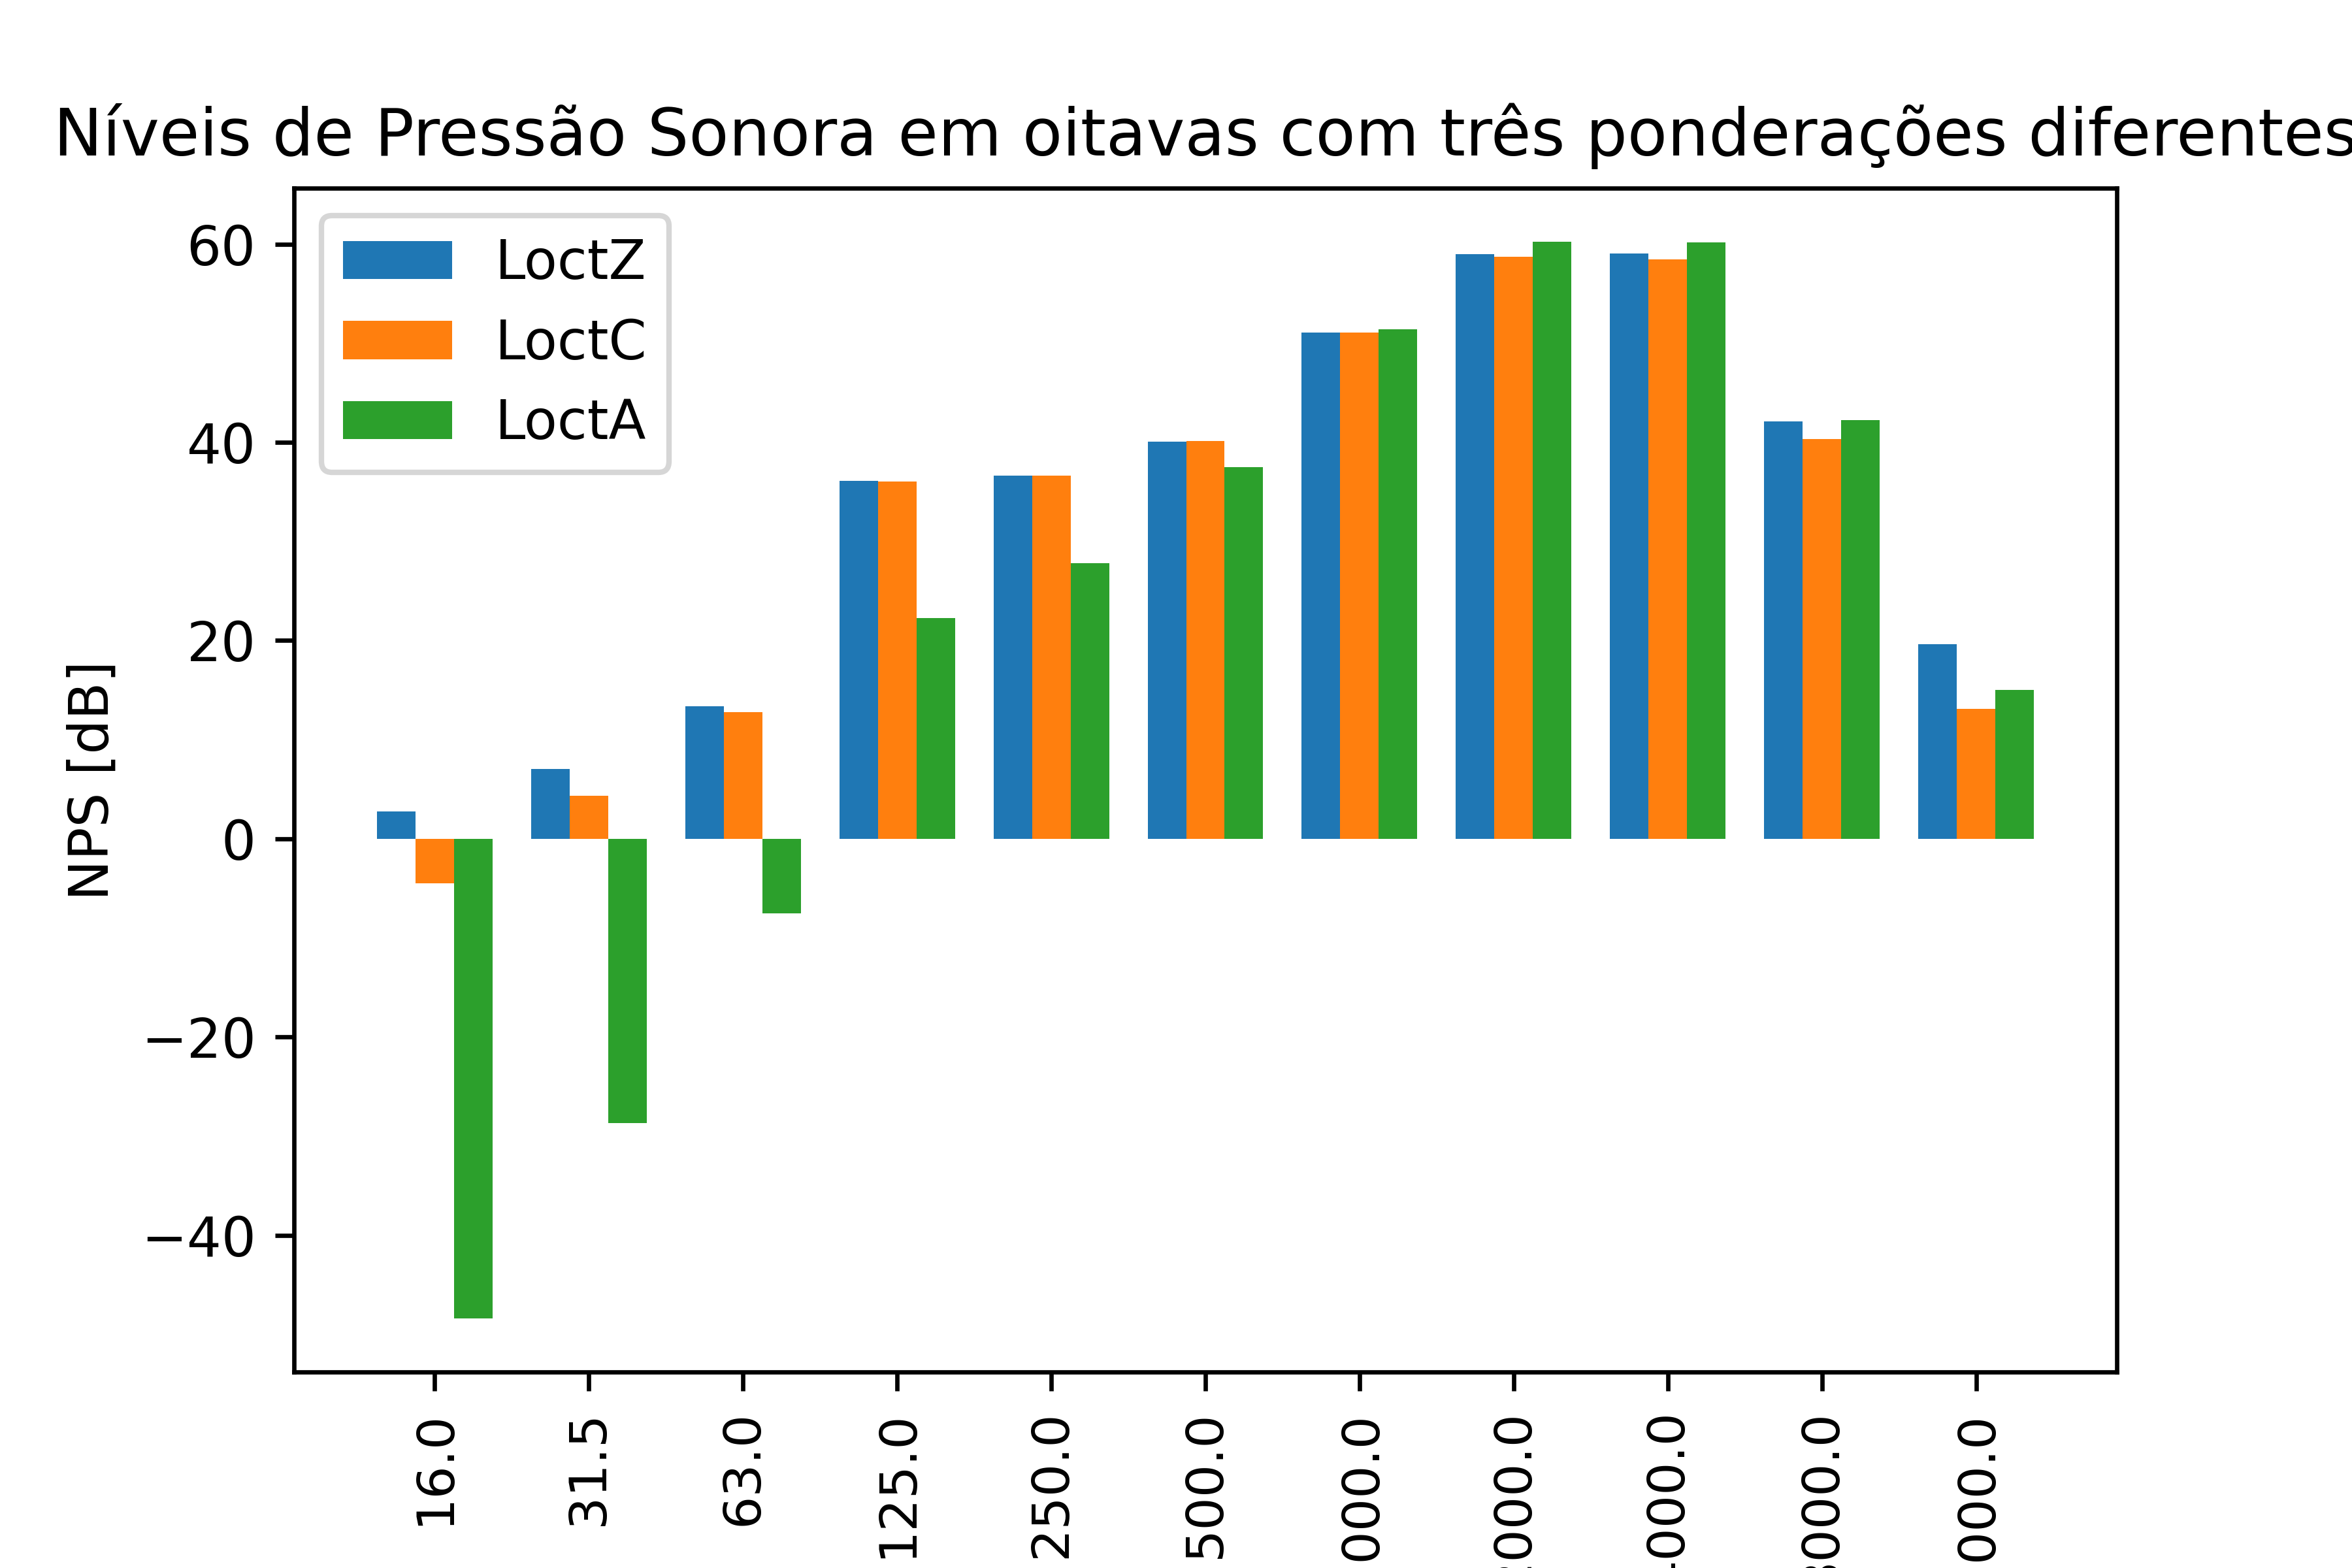 Níveis de Pressão Sonora em oitavas com três ponderações diferentes
LoctZ
LoctC
LoctA
NPS [dB]
60
40
20
0
−20
−40
16.0
31.5
63.0
125.0
250.0
500.0